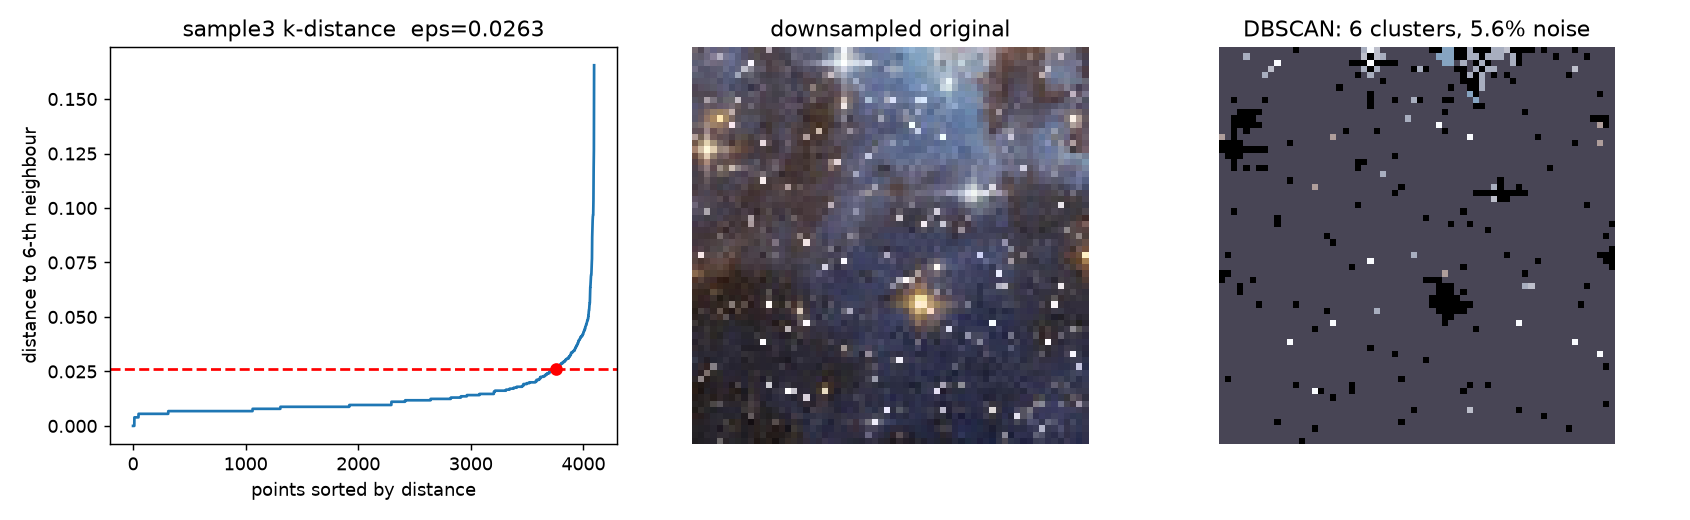 sample3 k-distance  eps=0.0263
distance to 6-th neighbour
0.150
0.125
0.100
0.075
0.050
0.025
0.000
0 1000 2000 3000 4000
points sorted by distance
downsampled original
DBSCAN: 6 clusters, 5.6% noise